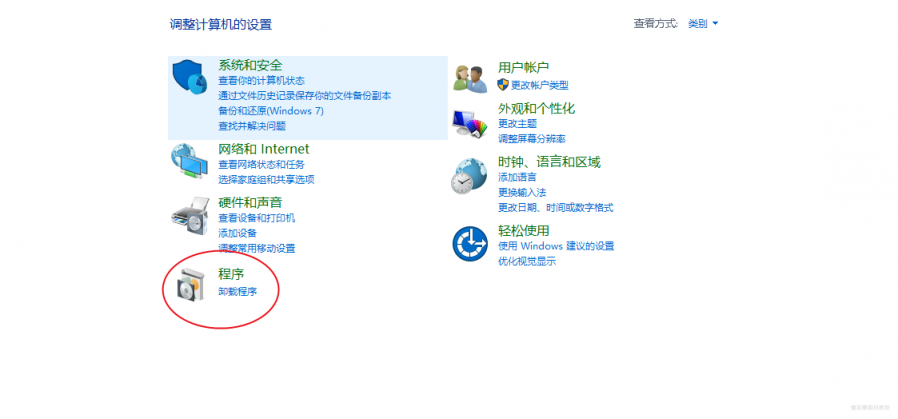 调整计算机的设置
查看方式: 类别
系统和安全
查看你的计算机状态
通过文件历史记录保存你的文件备份副本
备份和还原(Windows 7)
查找并解决问题
网络和 Internet
查看网络状态和任务
选择家庭组和共享选项
硬件和声音
查看设备和打印机
添加设备
调整常用移动设置
程序
卸载程序
用户帐户
更改帐户类型
外观和个性化
更改主题
调整屏幕分辨率
时钟、语言和区域
添加语言
更换输入法
更改日期、时间或数字格式
轻松使用
使用 Windows 建议的设置
优化视觉显示